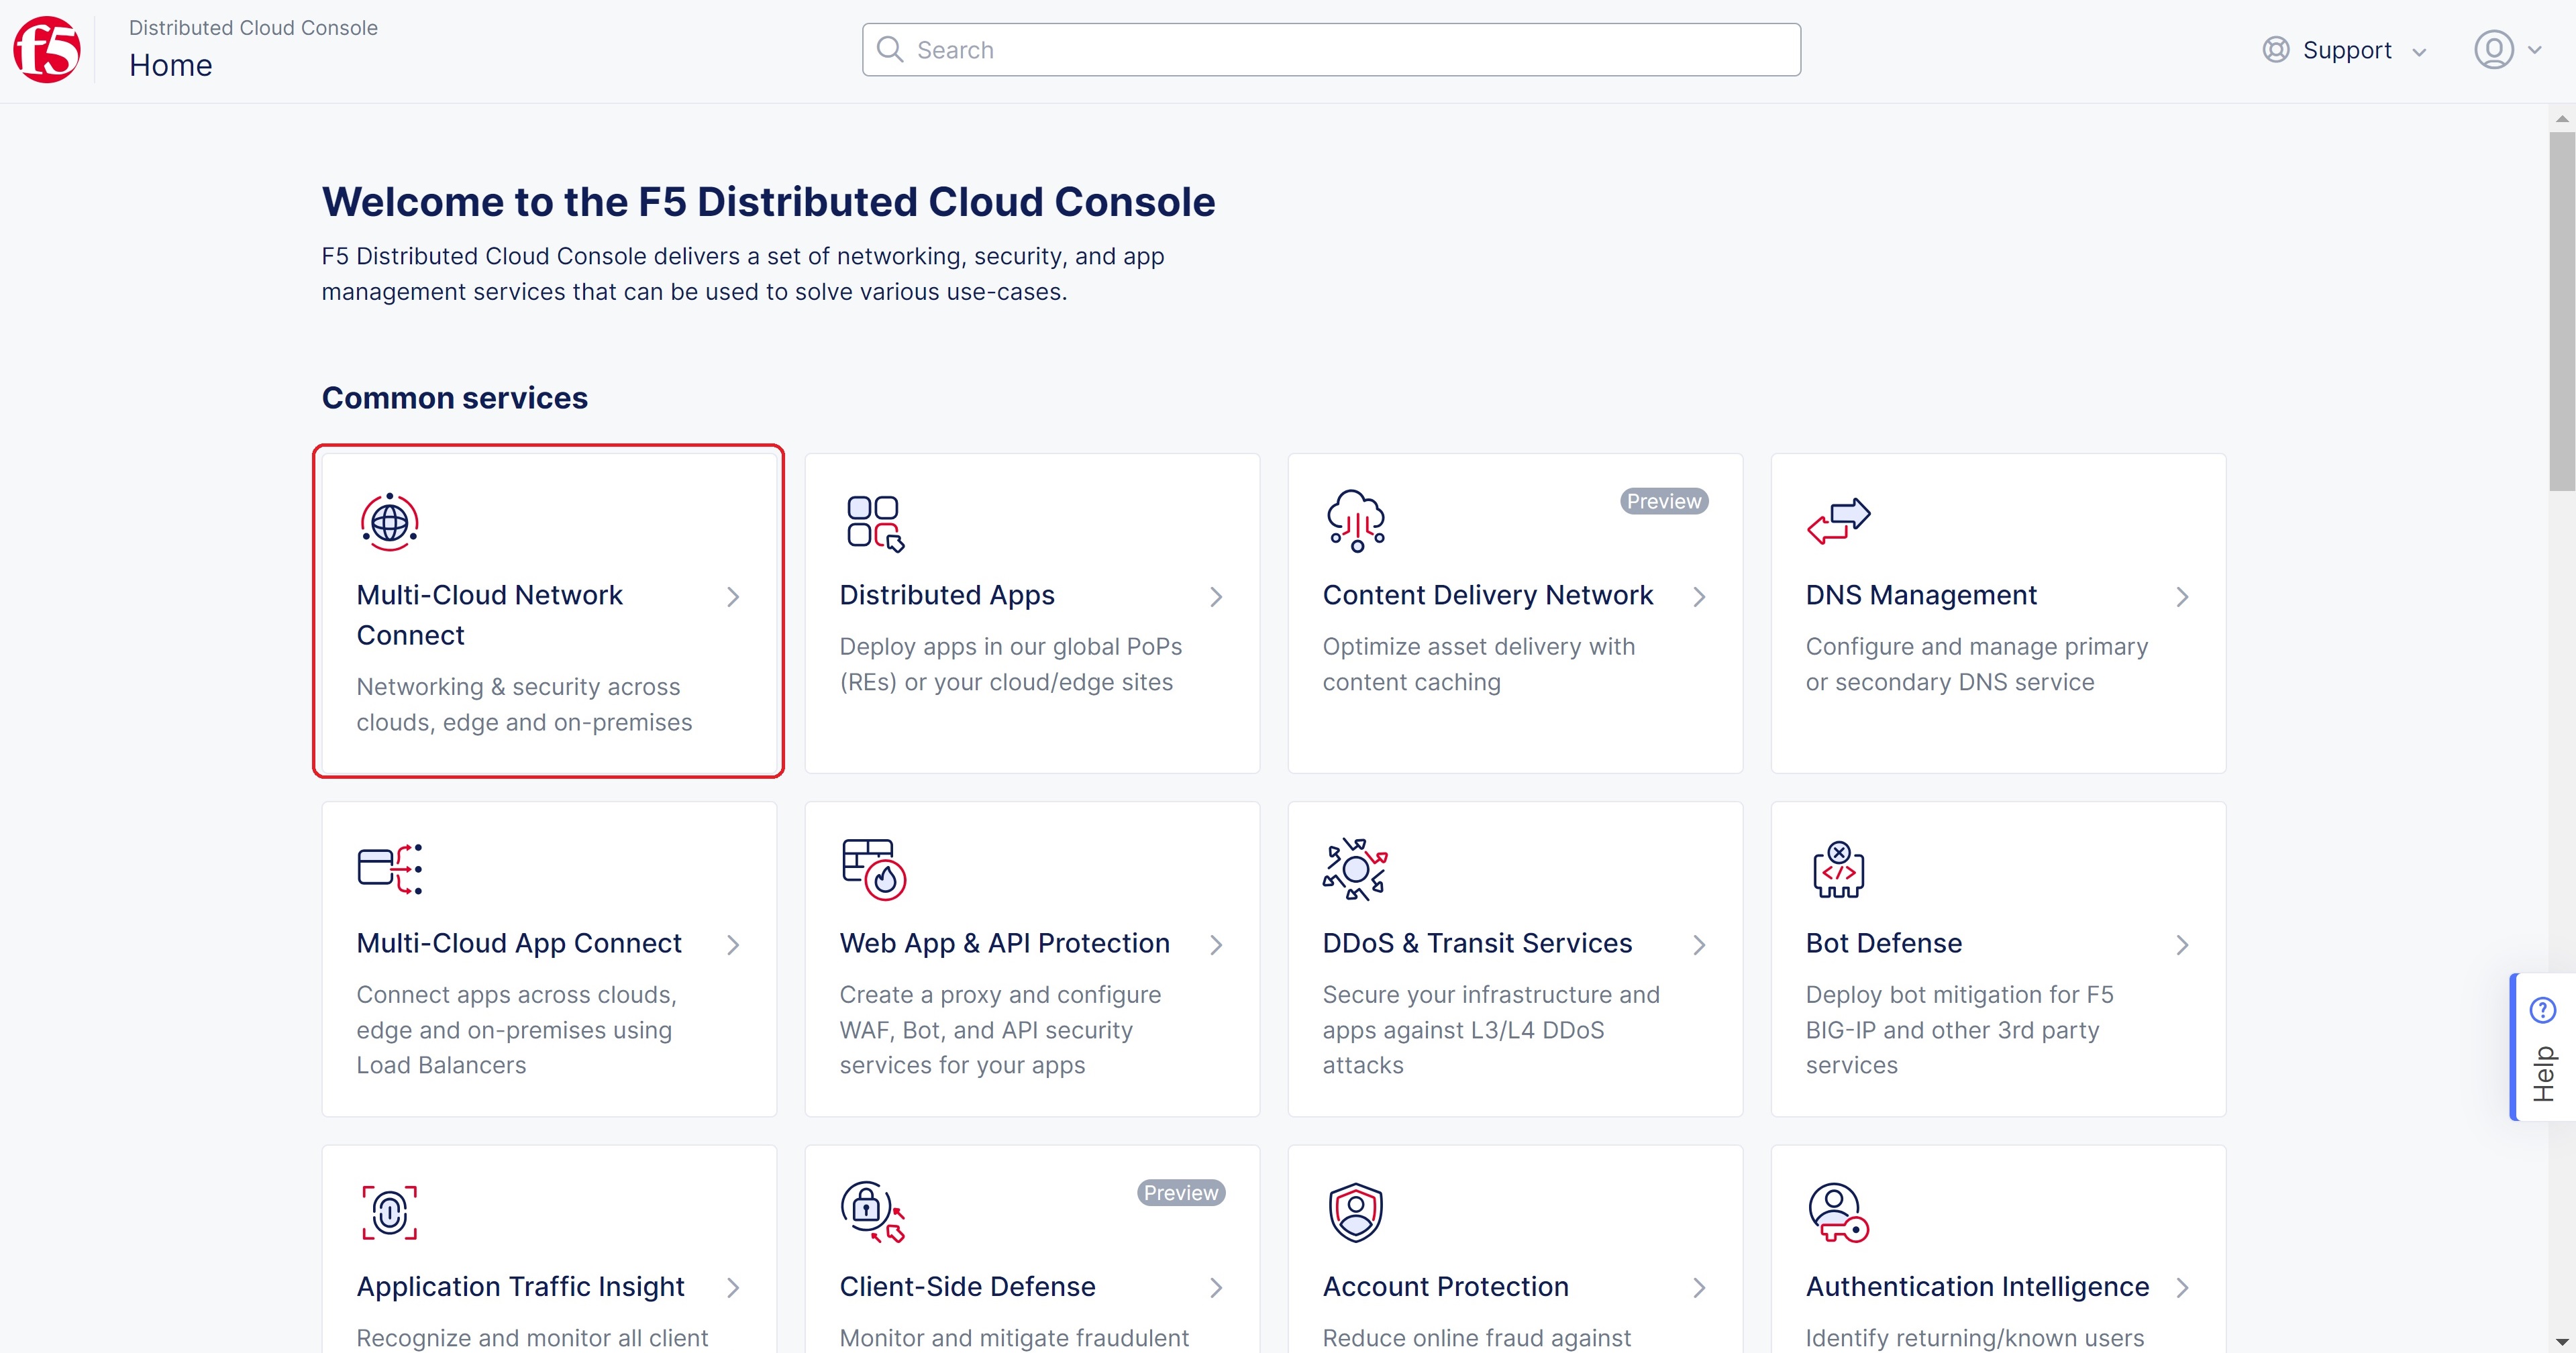 f5
Distributed Cloud Console
Home
Search
Support
Welcome to the F5 Distributed Cloud Console
F5 Distributed Cloud Console delivers a set of networking, security, and app
management services that can be used to solve various use-cases.
Common services
Multi-Cloud Network
Connect
Networking & security across
clouds, edge and on-premises
Distributed Apps
Deploy apps in our global PoPs
(REs) or your cloud/edge sites
Preview
Content Delivery Network
Optimize asset delivery with
content caching
DNS Management
Configure and manage primary
or secondary DNS service
Multi-Cloud App Connect
Connect apps across clouds,
edge and on-premises using
Load Balancers
Web App & API Protection
Create a proxy and configure
WAF, Bot, and API security
services for your apps
DDoS & Transit Services
Secure your infrastructure and
apps against L3/L4 DDoS
attacks
Bot Defense
Deploy bot mitigation for F5
BIG-IP and other 3rd party
services
Help
Application Traffic Insight
Recognize and monitor all client
Preview
Client-Side Defense
Monitor and mitigate fraudulent
Account Protection
Reduce online fraud against
Authentication Intelligence
Identify returning/known users